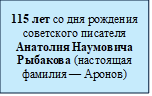 115 лет со дня рождения
советского писателя
Анатолия Наумовича
Рыбакова (настоящая
фамилия — Аронов)